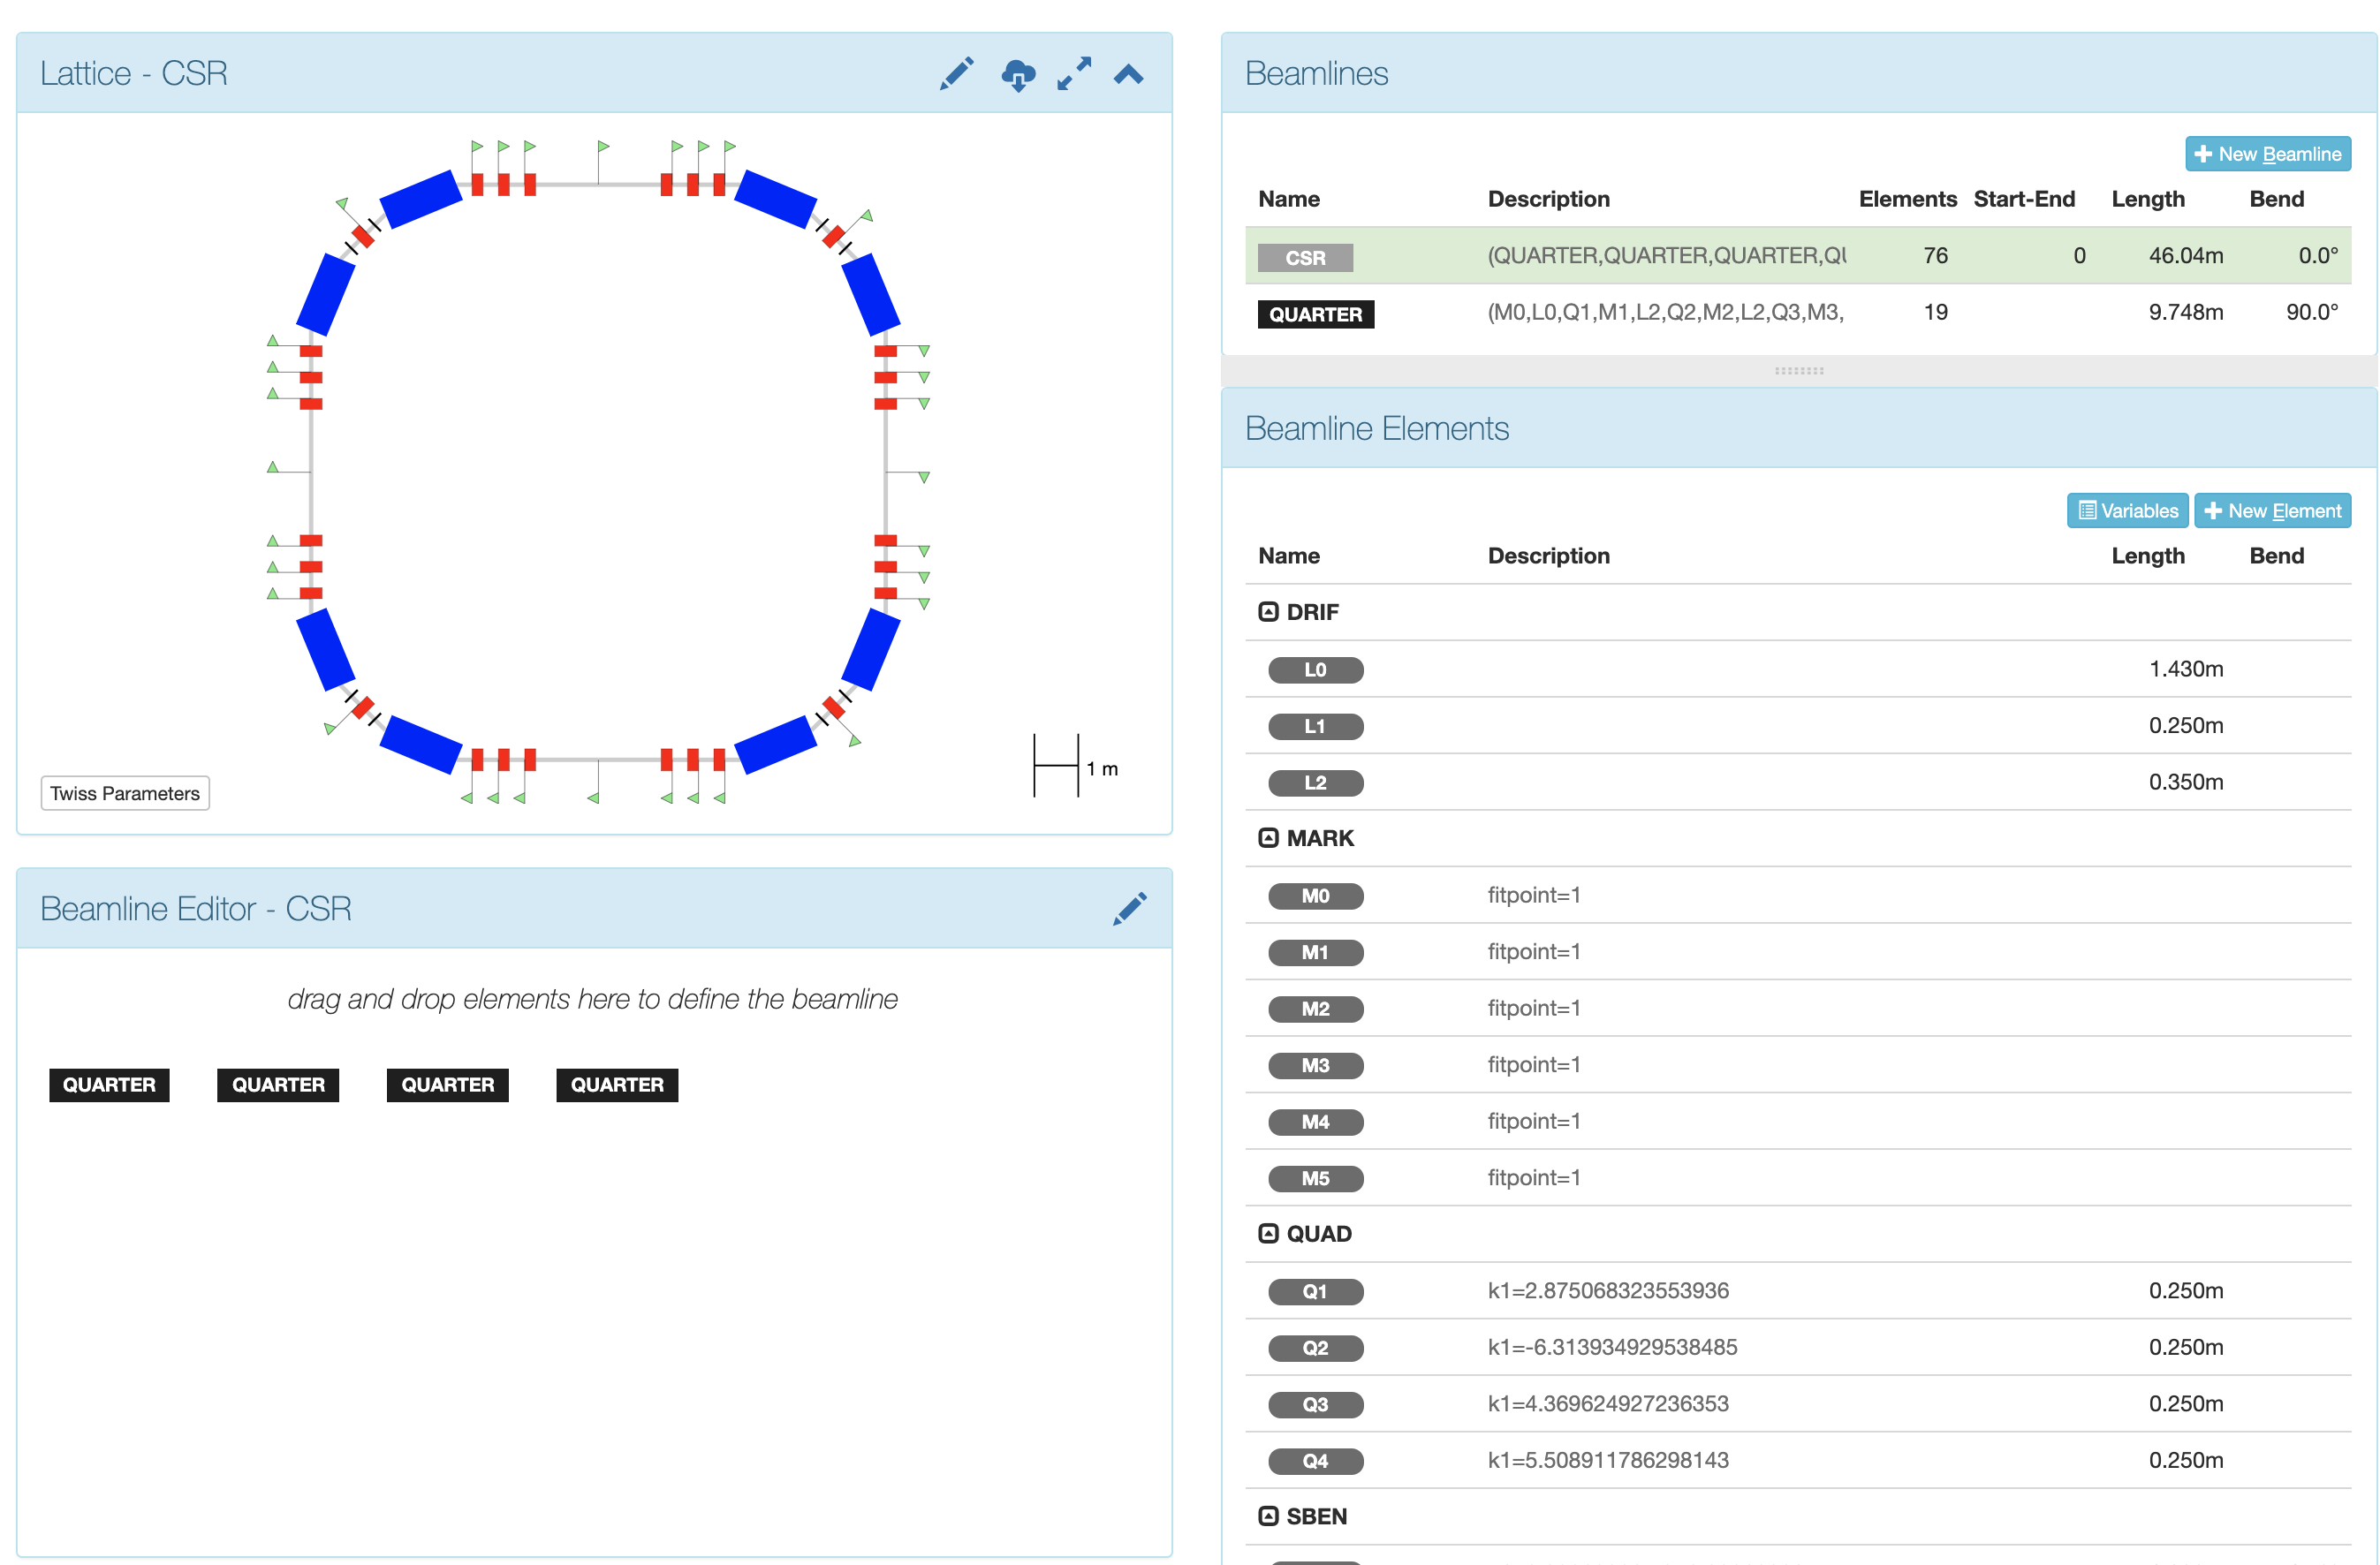 Lattice - CSR
1 m
Twiss Parameters
Beamline Editor - CSR
drag and drop elements here to define the beamline
QUARTER QUARTER QUARTER QUARTER
Beamlines
New Beamline
Name Description Elements Start-End Length Bend
CSR (QUARTER,QUARTER,QUARTER,QU 76 0 46.04m 0.0°
QUARTER (M0,L0,Q1,M1,L2,Q2,M2,L2,Q3,M3, 19 9.748m 90.0°
Beamline Elements
Variables New Element
Name Description Length Bend
DRIF
L0 1.430m
L1 0.250m
L2 0.350m
MARK
M0 fitpoint=1
M1 fitpoint=1
M2 fitpoint=1
M3 fitpoint=1
M4 fitpoint=1
M5 fitpoint=1
QUAD
Q1 k1=2.875068323553936 0.250m
Q2 k1=-6.313934929538485 0.250m
Q3 k1=4.369624927236353 0.250m
Q4 k1=5.508911786298143 0.250m
SBEN